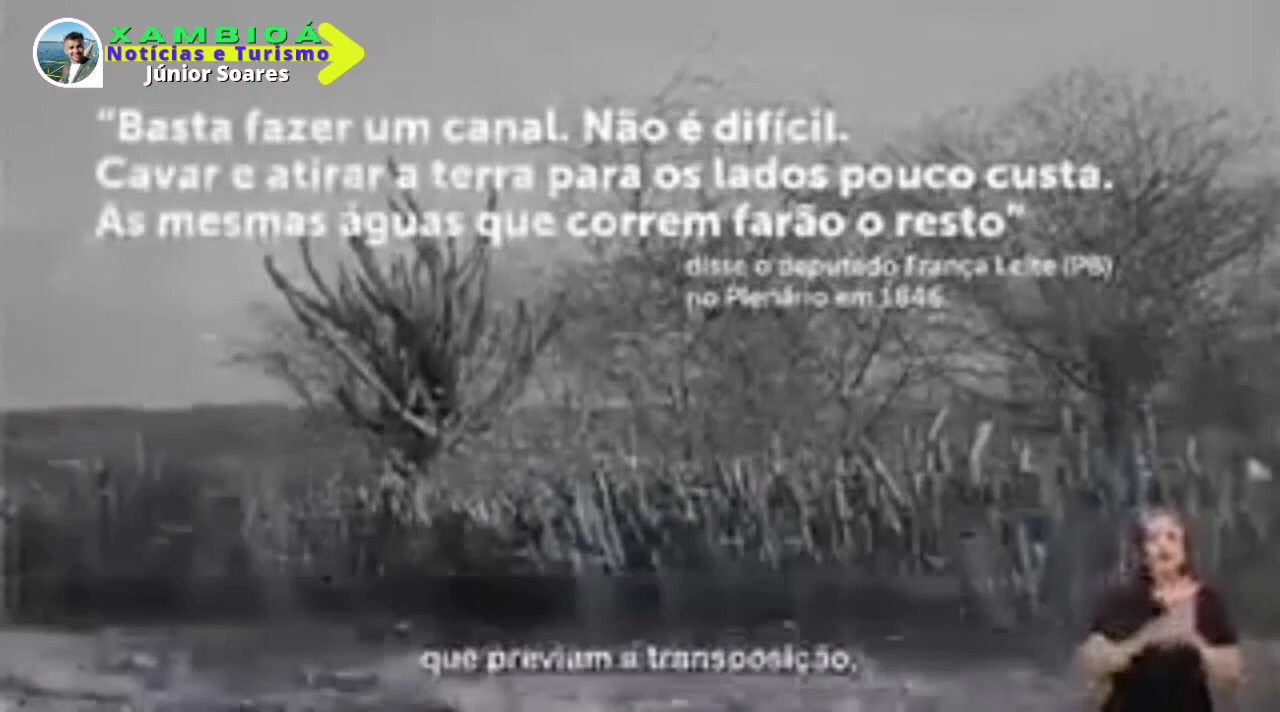 XAMBIOÁ
Notícias e Turismo
Júnior Soares
"Basta fazer um canal. Não é difícil.
Cavar e atirar a terra para os lados pouco custa.
As mesmas águas que correm farão o resto"
disse o deputado França Leite (PB)
no Plenário em 1846.
que previam a transposição,